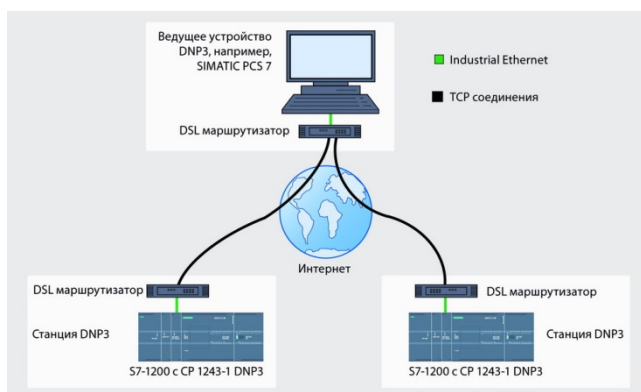 Ведущее устройство
DNP3, например,
SIMATIC PCS 7
Industrial Ethernet
TCP соединения
DSL маршрутизатор
Интернет
DSL маршрутизатор
DSL маршрутизатор
Станция DNP3
Станция DNP3
S7-1200 с CP 1243-1 DNP3
S7-1200 с CP 1243-1 DNP3